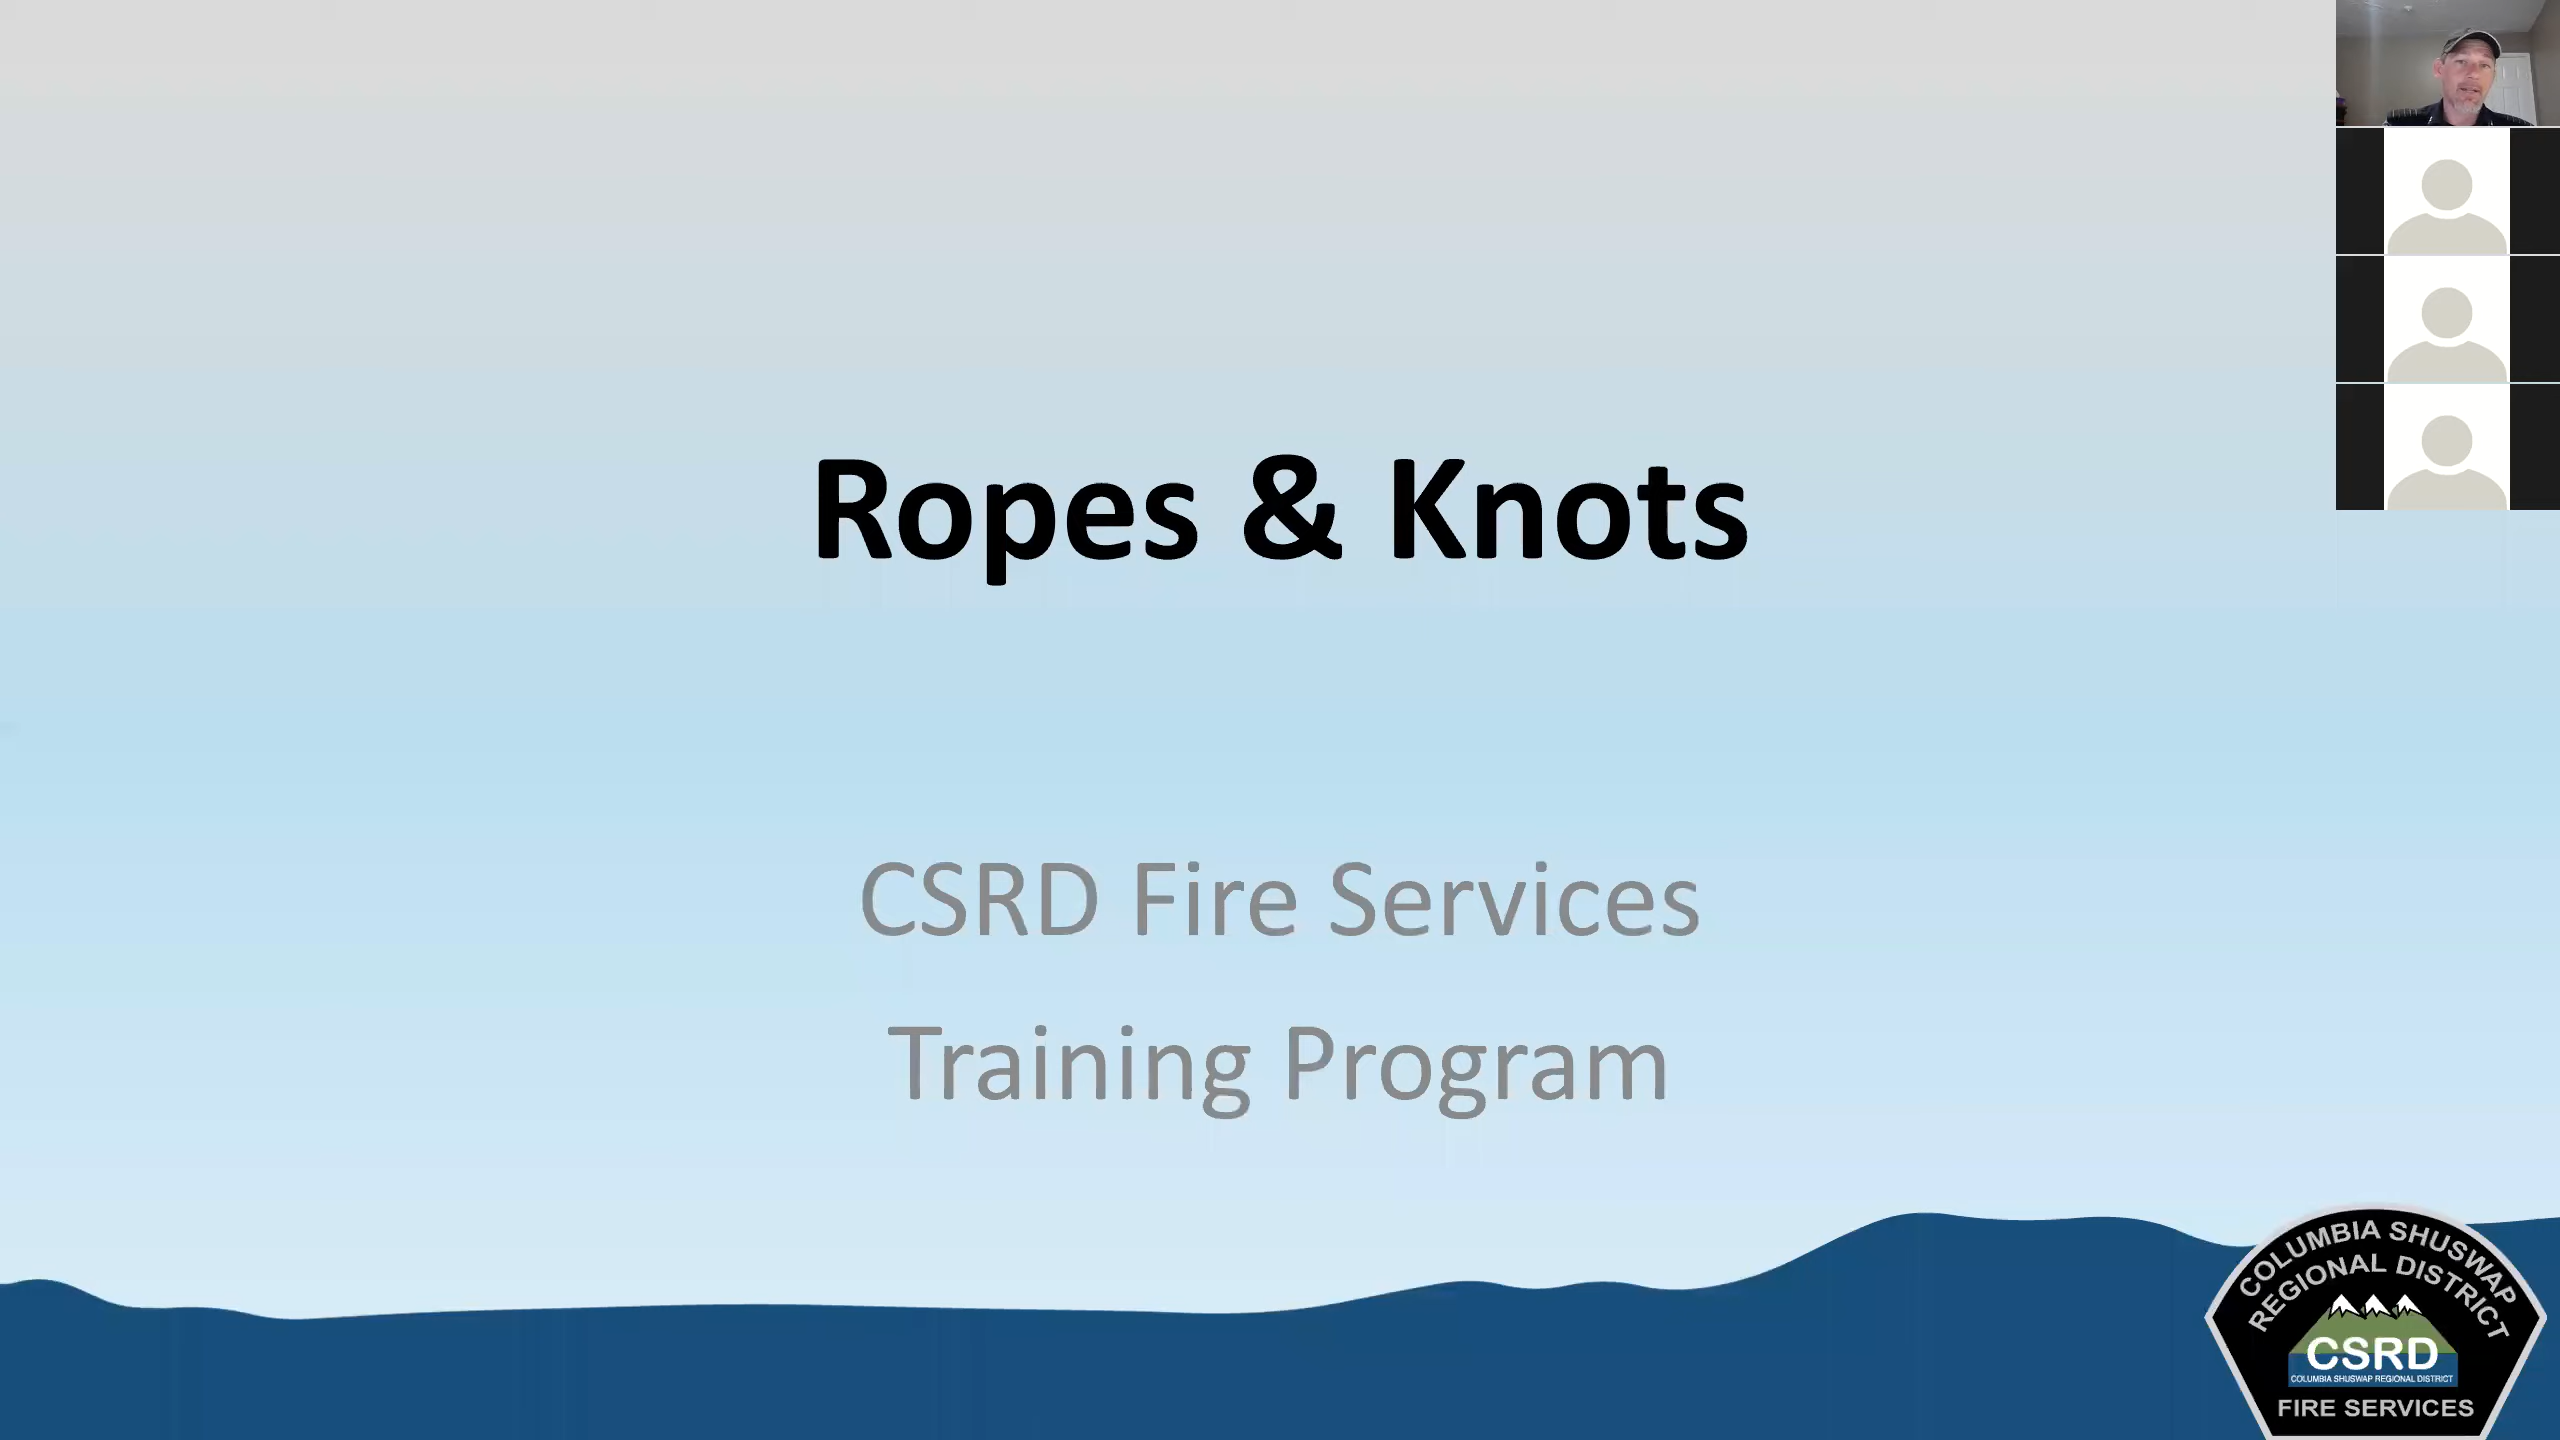 Ropes & Knots
CSRD Fire Services
Training Program
COLUMBIA SHUSWAP
REGIONAL DISTRICT
CSRD
COLUMBIA SHUSWAP REGIONAL DISTRICT
FIRE SERVICES